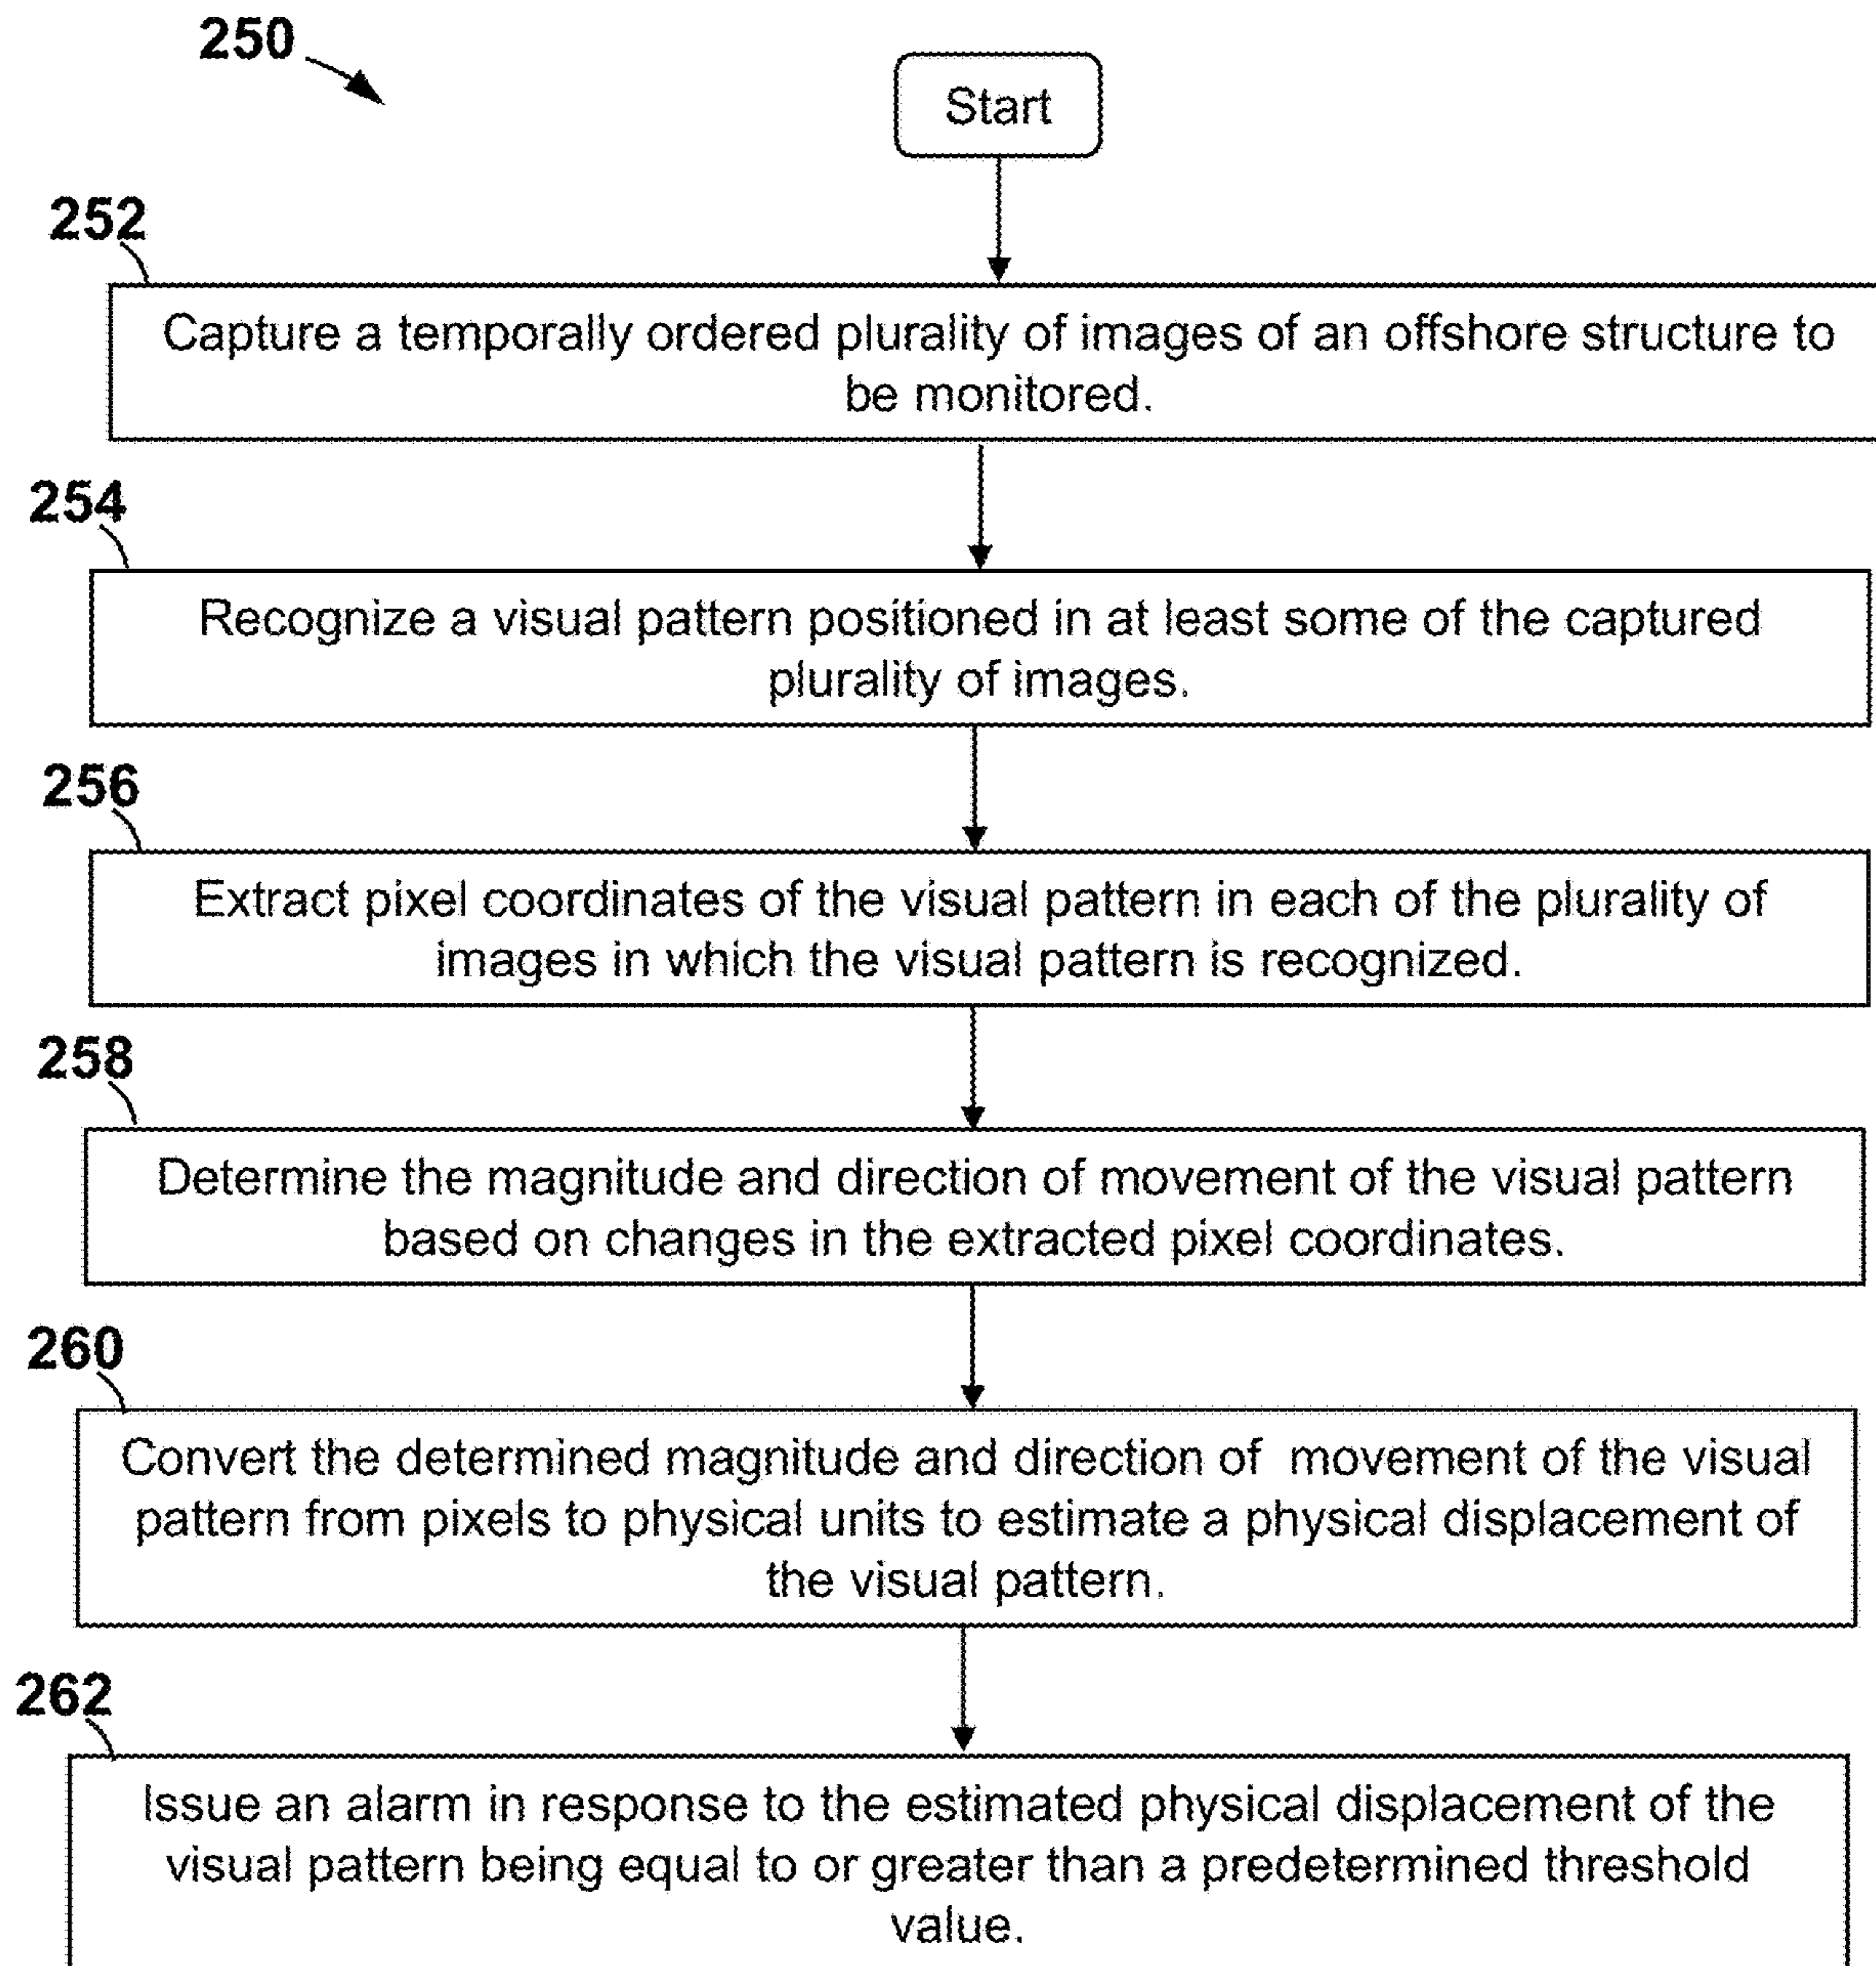 250
Start
252
Capture a temporally ordered plurality of images of an offshore structure to
be monitored.
254
Recognize a visual pattern positioned in at least some of the captured
plurality of images.
256
Extract pixel coordinates of the visual pattern in each of the plurality of
images in which the visual pattern is recognized.
258
Determine the magnitude and direction of movement of the visual pattern
based on changes in the extracted pixel coordinates.
260
Convert the determined magnitude and direction of movement of the visual
pattern from pixels to physical units to estimate a physical displacement of
the visual pattern.
262
Issue an alarm in response to the estimated physical displacement of the
visual pattern being equal to or greater than a predetermined threshold
value.